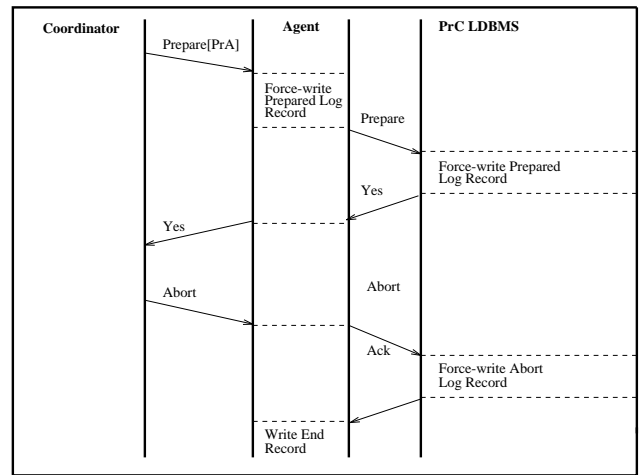 Coordinator Agent PrC LDBMS
Prepare[PrA]
Force-write
Prepared Log
Record
Prepare
Force-write Prepared
Log Record
Yes
Yes
Abort
Abort
Ack
Force-write Abort
Log Record
Write End
Record